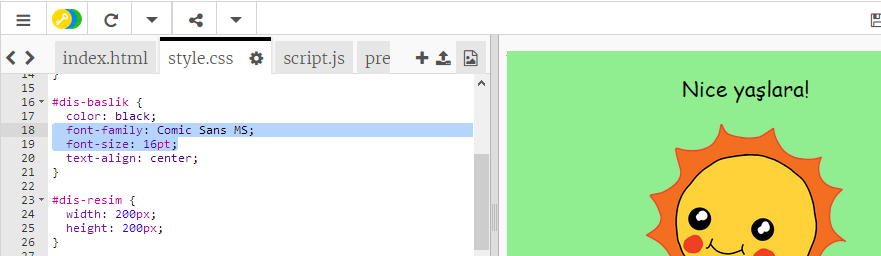 index.html style.css script.js pre
14 }
15
16 #dis-baslik {
17 color: black;
18 font-family: Comic Sans MS;
19 font-size: 16pt;
20 text-align: center;
21 }
22
23 #dis-resim {
24 width: 200px;
25 height: 200px;
26 }
27
Nice yaşlara!